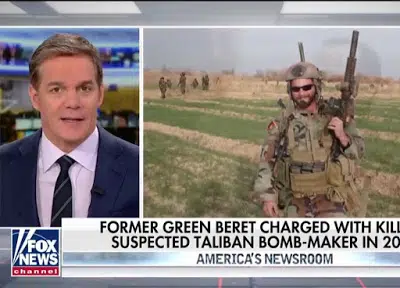 FORMER GREEN BERET CHARGED WITH KILL
SUSPECTED TALIBAN BOMB-MAKER IN 20
FOX
NEWS
channel
AMERICA'S NEWSROOM